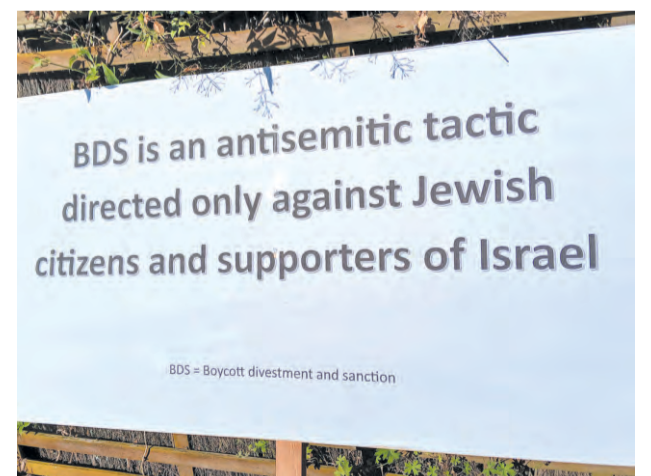 BDS is an antisemitic tactic
directed only against Jewish
citizens and supporters of Israel
BDS = Boycott divestment and sanction